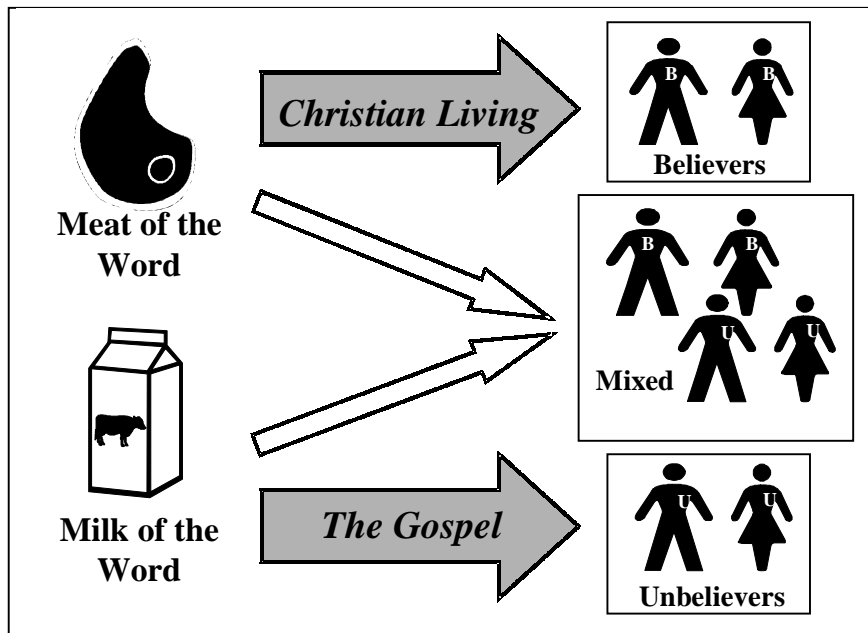 Christian Living
B B
Believers
Meat of the
Word
B B
U U
Mixed
Milk of the
Word
The Gospel
U U
Unbelievers